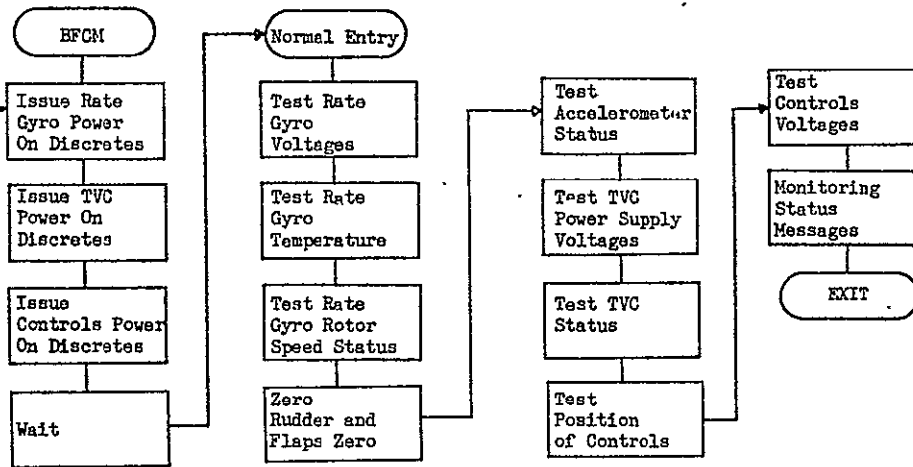 BFCM
Issue Rate
Gyro Power
On Discretes
Issue TVC
Power On
Discretes
Issue
Controls Power
On Discretes
Wait
Normal Entry
Test Rate
Gyro
Voltages
Test Rate
Gyro
Temperature
Test Rate
Gyro Rotor
Speed Status
Zero
Rudder and
Flaps Zero
Test
Accelerometer
Status
Test TVC
Power Supply
Voltages
Test TVC
Status
Test
Position
of Controls
Test
Controls
Voltages
Monitoring
Status
Messages
EXIT